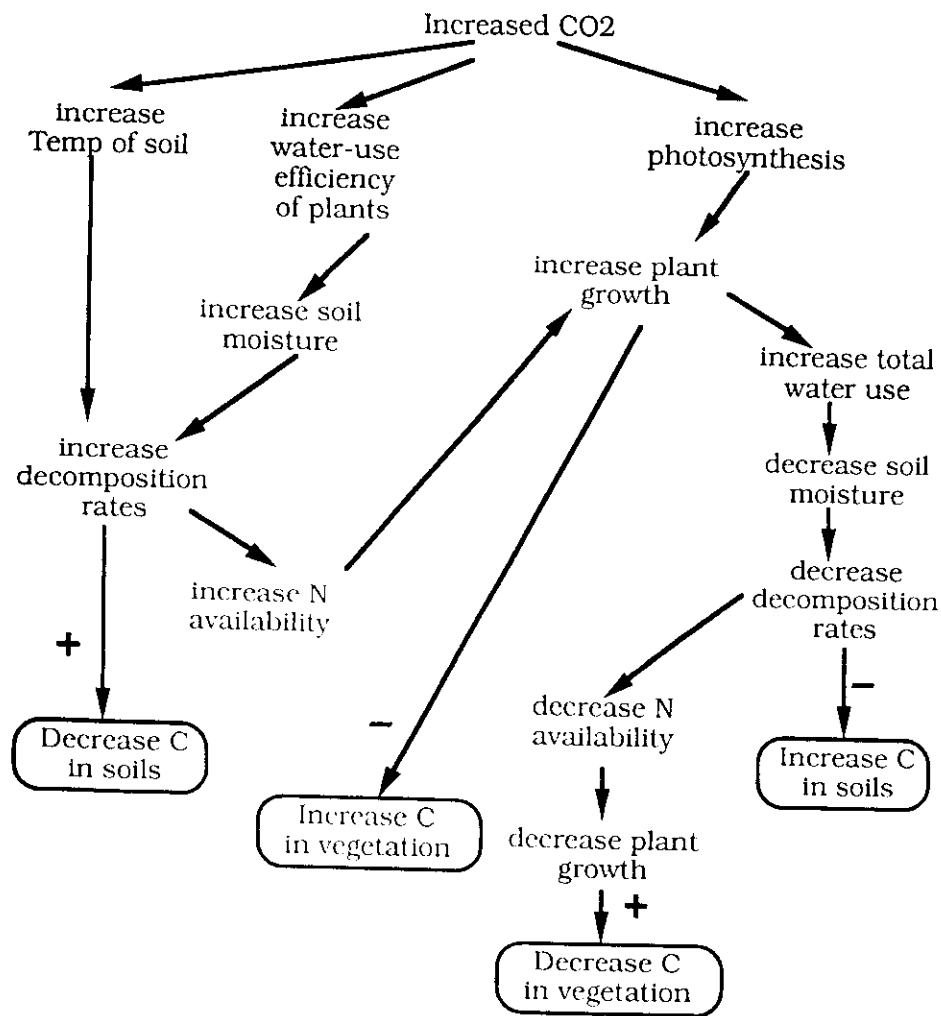 Increased CO2
increase
Temp of soil
increase
water-use
efficiency
of plants
increase
photosynthesis
increase soil
moisture
increase plant
growth
increase total
water use
increase
decomposition
rates
decrease soil
moisture
increase N
availability
decrease
decomposition
rates
+
Decrease C
in soils
−
Increase C
in vegetation
decrease N
availability
−
Increase C
in soils
decrease plant
growth
+
Decrease C
in vegetation